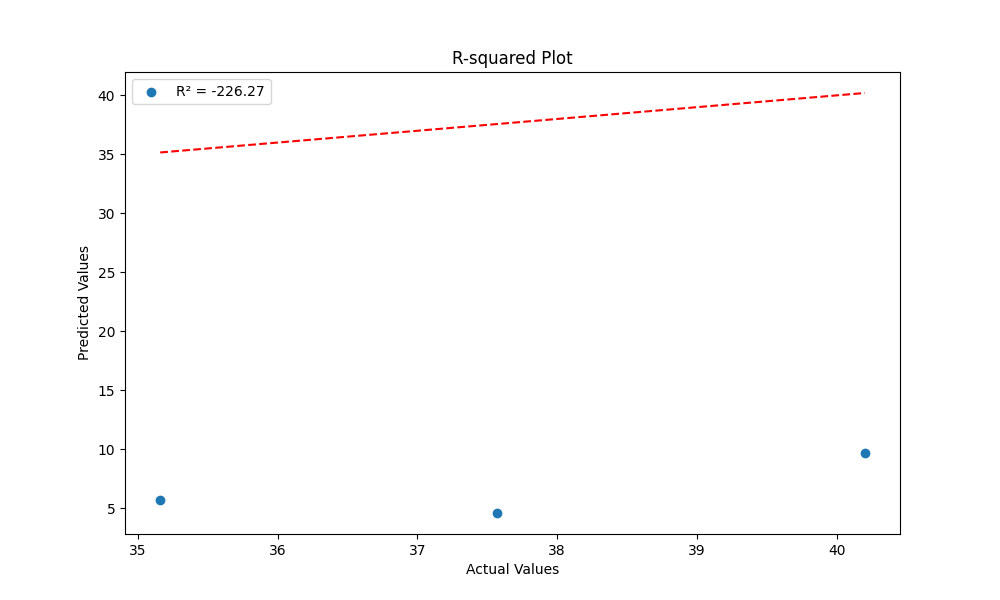 R-squared Plot
R² = -226.27
40
35
30
25
20
15
10
5
Predicted Values
35 36 37 38 39 40
Actual Values